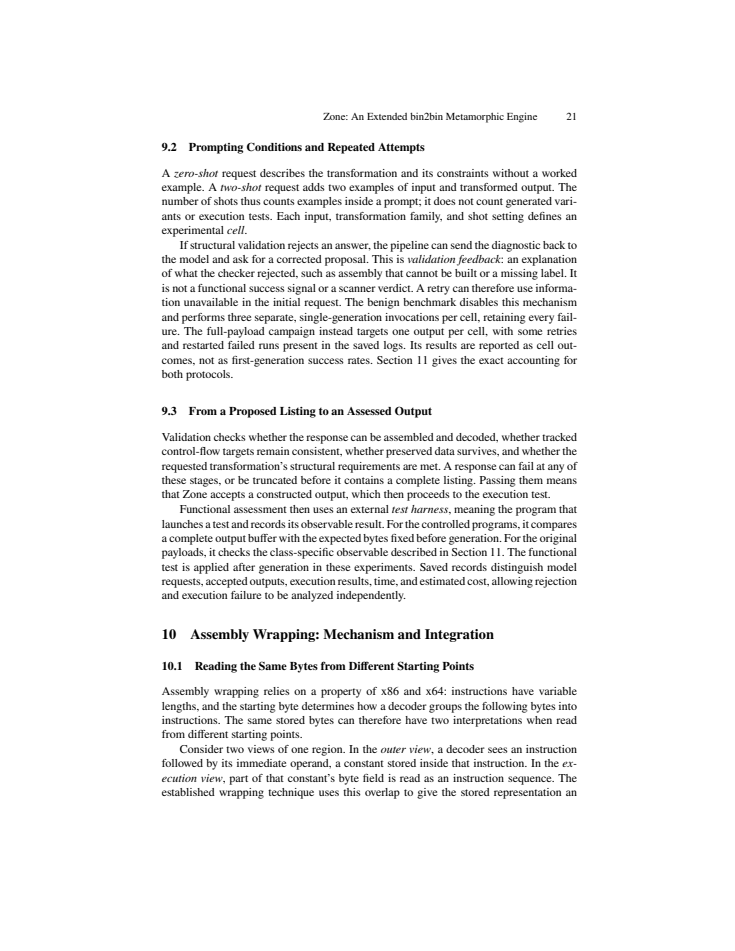 Zone: An Extended bin2bin Metamorphic Engine 21
9.2 Prompting Conditions and Repeated Attempts
A zero-shot request describes the transformation and its constraints without a worked
example. A two-shot request adds two examples of input and transformed output. The
number of shots thus counts examples inside a prompt; it does not count generated vari-
ants or execution tests. Each input, transformation family, and shot setting defines an
experimental cell.
If structural validation rejects an answer, the pipeline can send the diagnostic back to
the model and ask for a corrected proposal. This is validation feedback: an explanation
of what the checker rejected, such as assembly that cannot be built or a missing label. It
is not a functional success signal or a scanner verdict. A retry can therefore use informa-
tion unavailable in the initial request. The benign benchmark disables this mechanism
and performs three separate, single-generation invocations per cell, retaining every fail-
ure. The full-payload campaign instead targets one output per cell, with some retries
and restarted failed runs present in the saved logs. Its results are reported as cell out-
comes, not as first-generation success rates. Section 11 gives the exact accounting for
both protocols.
9.3 From a Proposed Listing to an Assessed Output
Validation checks whether the response can be assembled and decoded, whether tracked
control-flow targets remain consistent, whether preserved data survives, and whether the
requested transformation's structural requirements are met. A response can fail at any of
these stages, or be truncated before it contains a complete listing. Passing them means
that Zone accepts a constructed output, which then proceeds to the execution test.
Functional assessment then uses an external test harness, meaning the program that
launches a test and records its observable result. For the controlled programs, it compares
a complete output buffer with the expected bytes fixed before generation. For the original
payloads, it checks the class-specific observable described in Section 11. The functional
test is applied after generation in these experiments. Saved records distinguish model
requests, accepted outputs, execution results, time, and estimated cost, allowing rejection
and execution failure to be analyzed independently.
10 Assembly Wrapping: Mechanism and Integration
10.1 Reading the Same Bytes from Different Starting Points
Assembly wrapping relies on a property of x86 and x64: instructions have variable
lengths, and the starting byte determines how a decoder groups the following bytes into
instructions. The same stored bytes can therefore have two interpretations when read
from different starting points.
Consider two views of one region. In the outer view, a decoder sees an instruction
followed by its immediate operand, a constant stored inside that instruction. In the ex-
ecution view, part of that constant's byte field is read as an instruction sequence. The
established wrapping technique uses this overlap to give the stored representation an